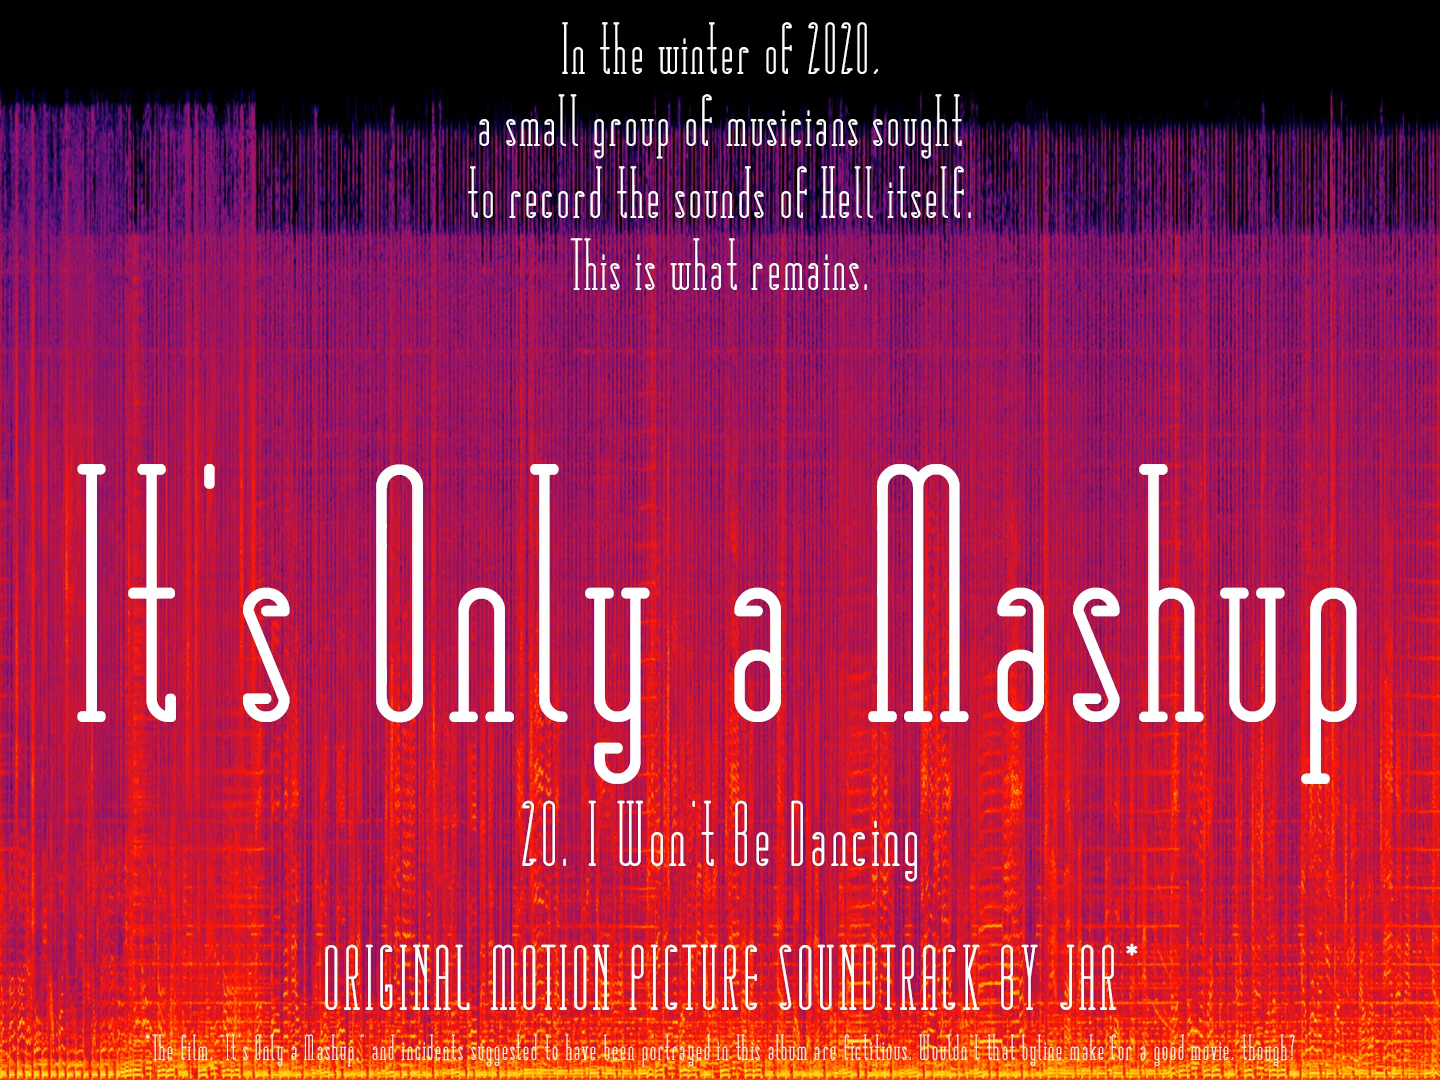 In the winter of 2020,
a small group of musicians sought
to record the sounds of Hell itself.
This is what remains.
It's Only a Mashup
20. I Won't Be Dancing
ORIGINAL MOTION PICTURE SOUNDTRACK BY JAR*
*The film, "It's Only a Mashup," and incidents suggested to have been portrayed in this album are fictitious. Wouldn't that byline make for a good movie, though?